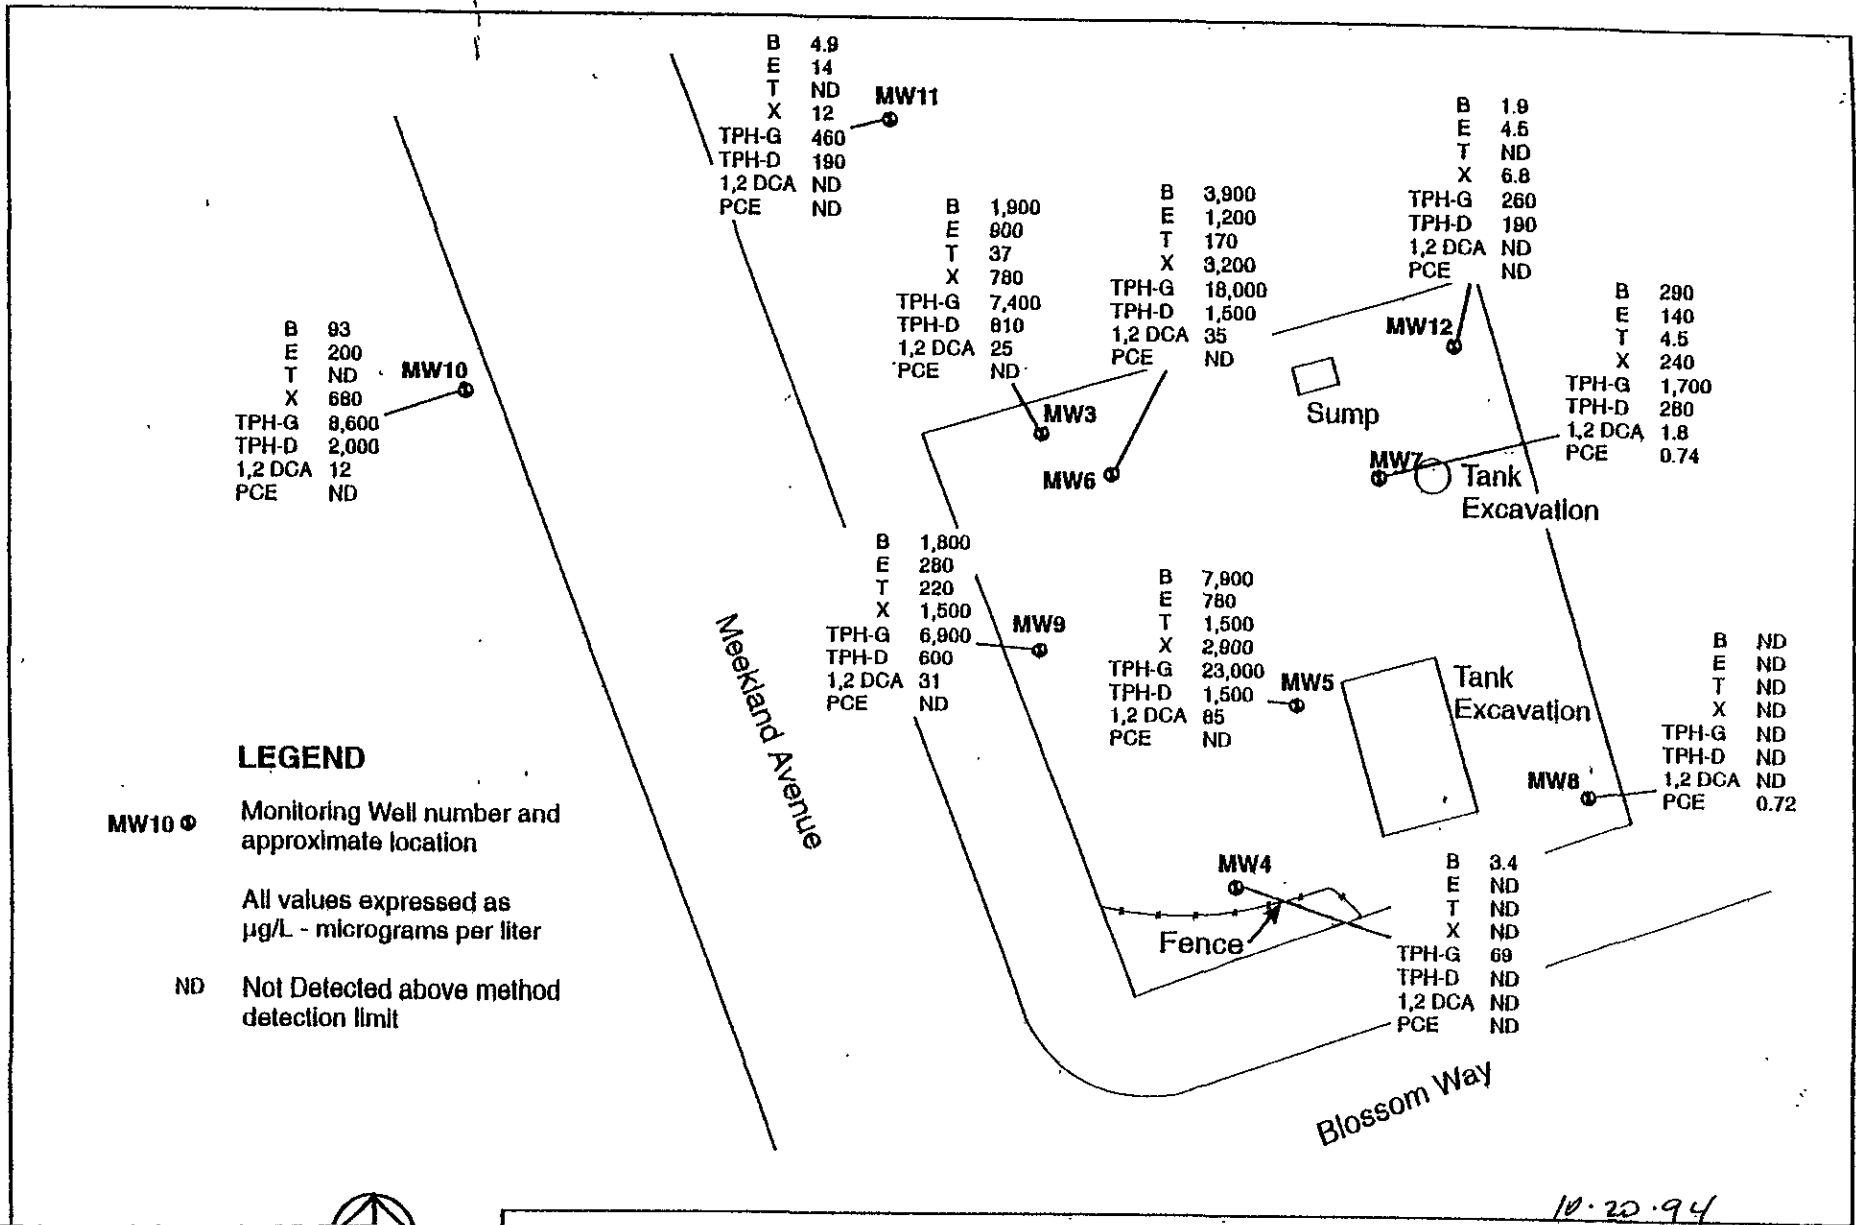 B 4.9
E 14
T ND
X 12
TPH-G 460
TPH-D 190
1,2 DCA ND
PCE ND
MW11
B 1.9
E 4.5
T ND
X 6.8
TPH-G 260
TPH-D 190
1,2 DCA ND
PCE ND
MW12
B 1,900
E 900
T 37
X 780
TPH-G 7,400
TPH-D 810
1,2 DCA 25
PCE ND
MW3
B 3,900
E 1,200
T 170
X 3,200
TPH-G 18,000
TPH-D 1,500
1,2 DCA 35
PCE ND
MW6
B 290
E 140
T 4.5
X 240
TPH-G 1,700
TPH-D 280
1,2 DCA 1.8
PCE 0.74
MW7
Sump
Tank
Excavation
B 93
E 200
T ND
X 680
TPH-G 8,600
TPH-D 2,000
1,2 DCA 12
PCE ND
MW10
B 1,800
E 280
T 220
X 1,500
TPH-G 6,900
TPH-D 600
1,2 DCA 31
PCE ND
MW9
B 7,900
E 780
T 1,500
X 2,900
TPH-G 23,000
TPH-D 1,500
1,2 DCA 85
PCE ND
MW5
Tank
Excavation
B ND
E ND
T ND
X ND
TPH-G ND
TPH-D ND
1,2 DCA ND
PCE 0.72
MW8
MW4
B 3.4
E ND
T ND
X ND
TPH-G 69
TPH-D ND
1,2 DCA ND
PCE ND
Fence
Meekland Avenue
Blossom Way
LEGEND
MW10 Monitoring Well number and
approximate location
All values expressed as
µg/L - micrograms per liter
ND Not Detected above method
detection limit
10.20.94